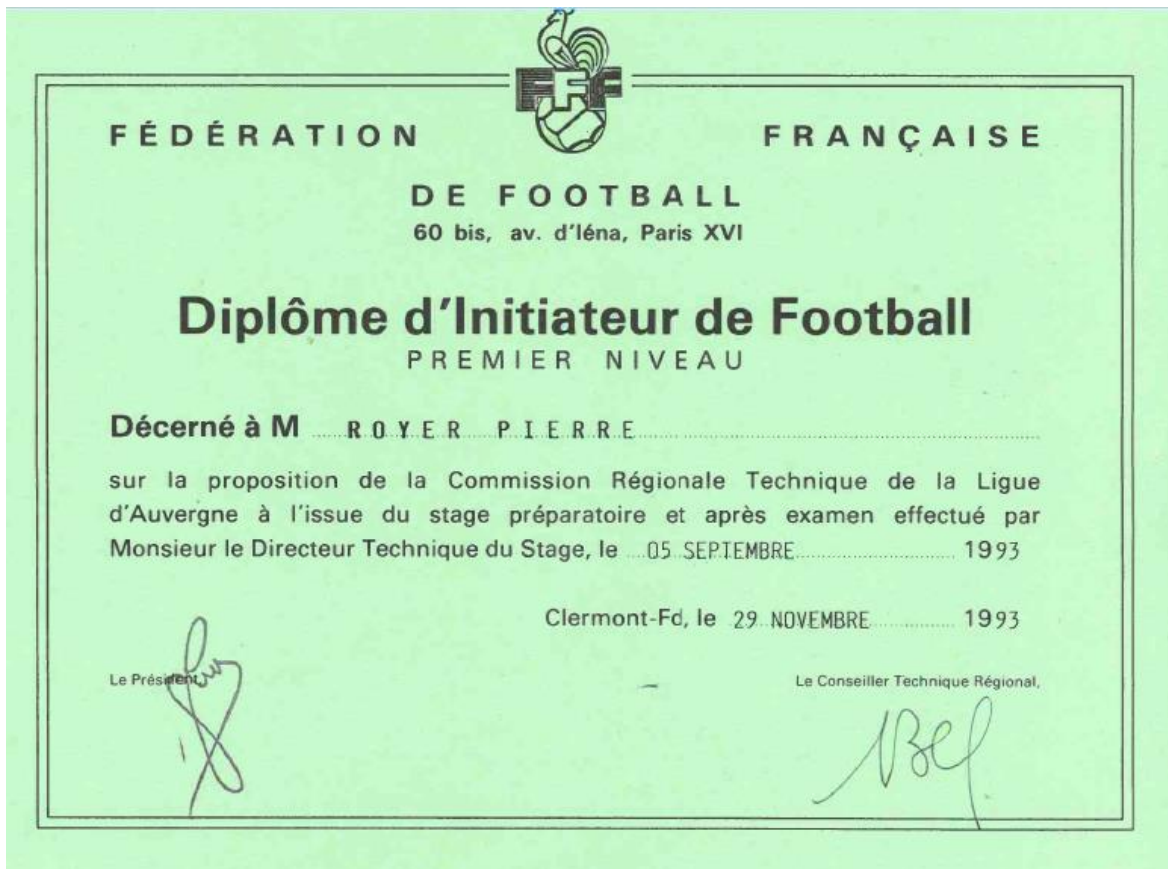 FFF
FÉDÉRATION FRANÇAISE
DE FOOTBALL
60 bis, av. d'Iéna, Paris XVI
Diplôme d'Initiateur de Football
PREMIER NIVEAU
Décerné à M ROYER PIERRE
sur la proposition de la Commission Régionale Technique de la Ligue
d'Auvergne à l'issue du stage préparatoire et après examen effectué par
Monsieur le Directeur Technique du Stage, le 05 SEPTEMBRE 1993
Clermont-Fd, le 29 NOVEMBRE 1993
Le Président, Le Conseiller Technique Régional,